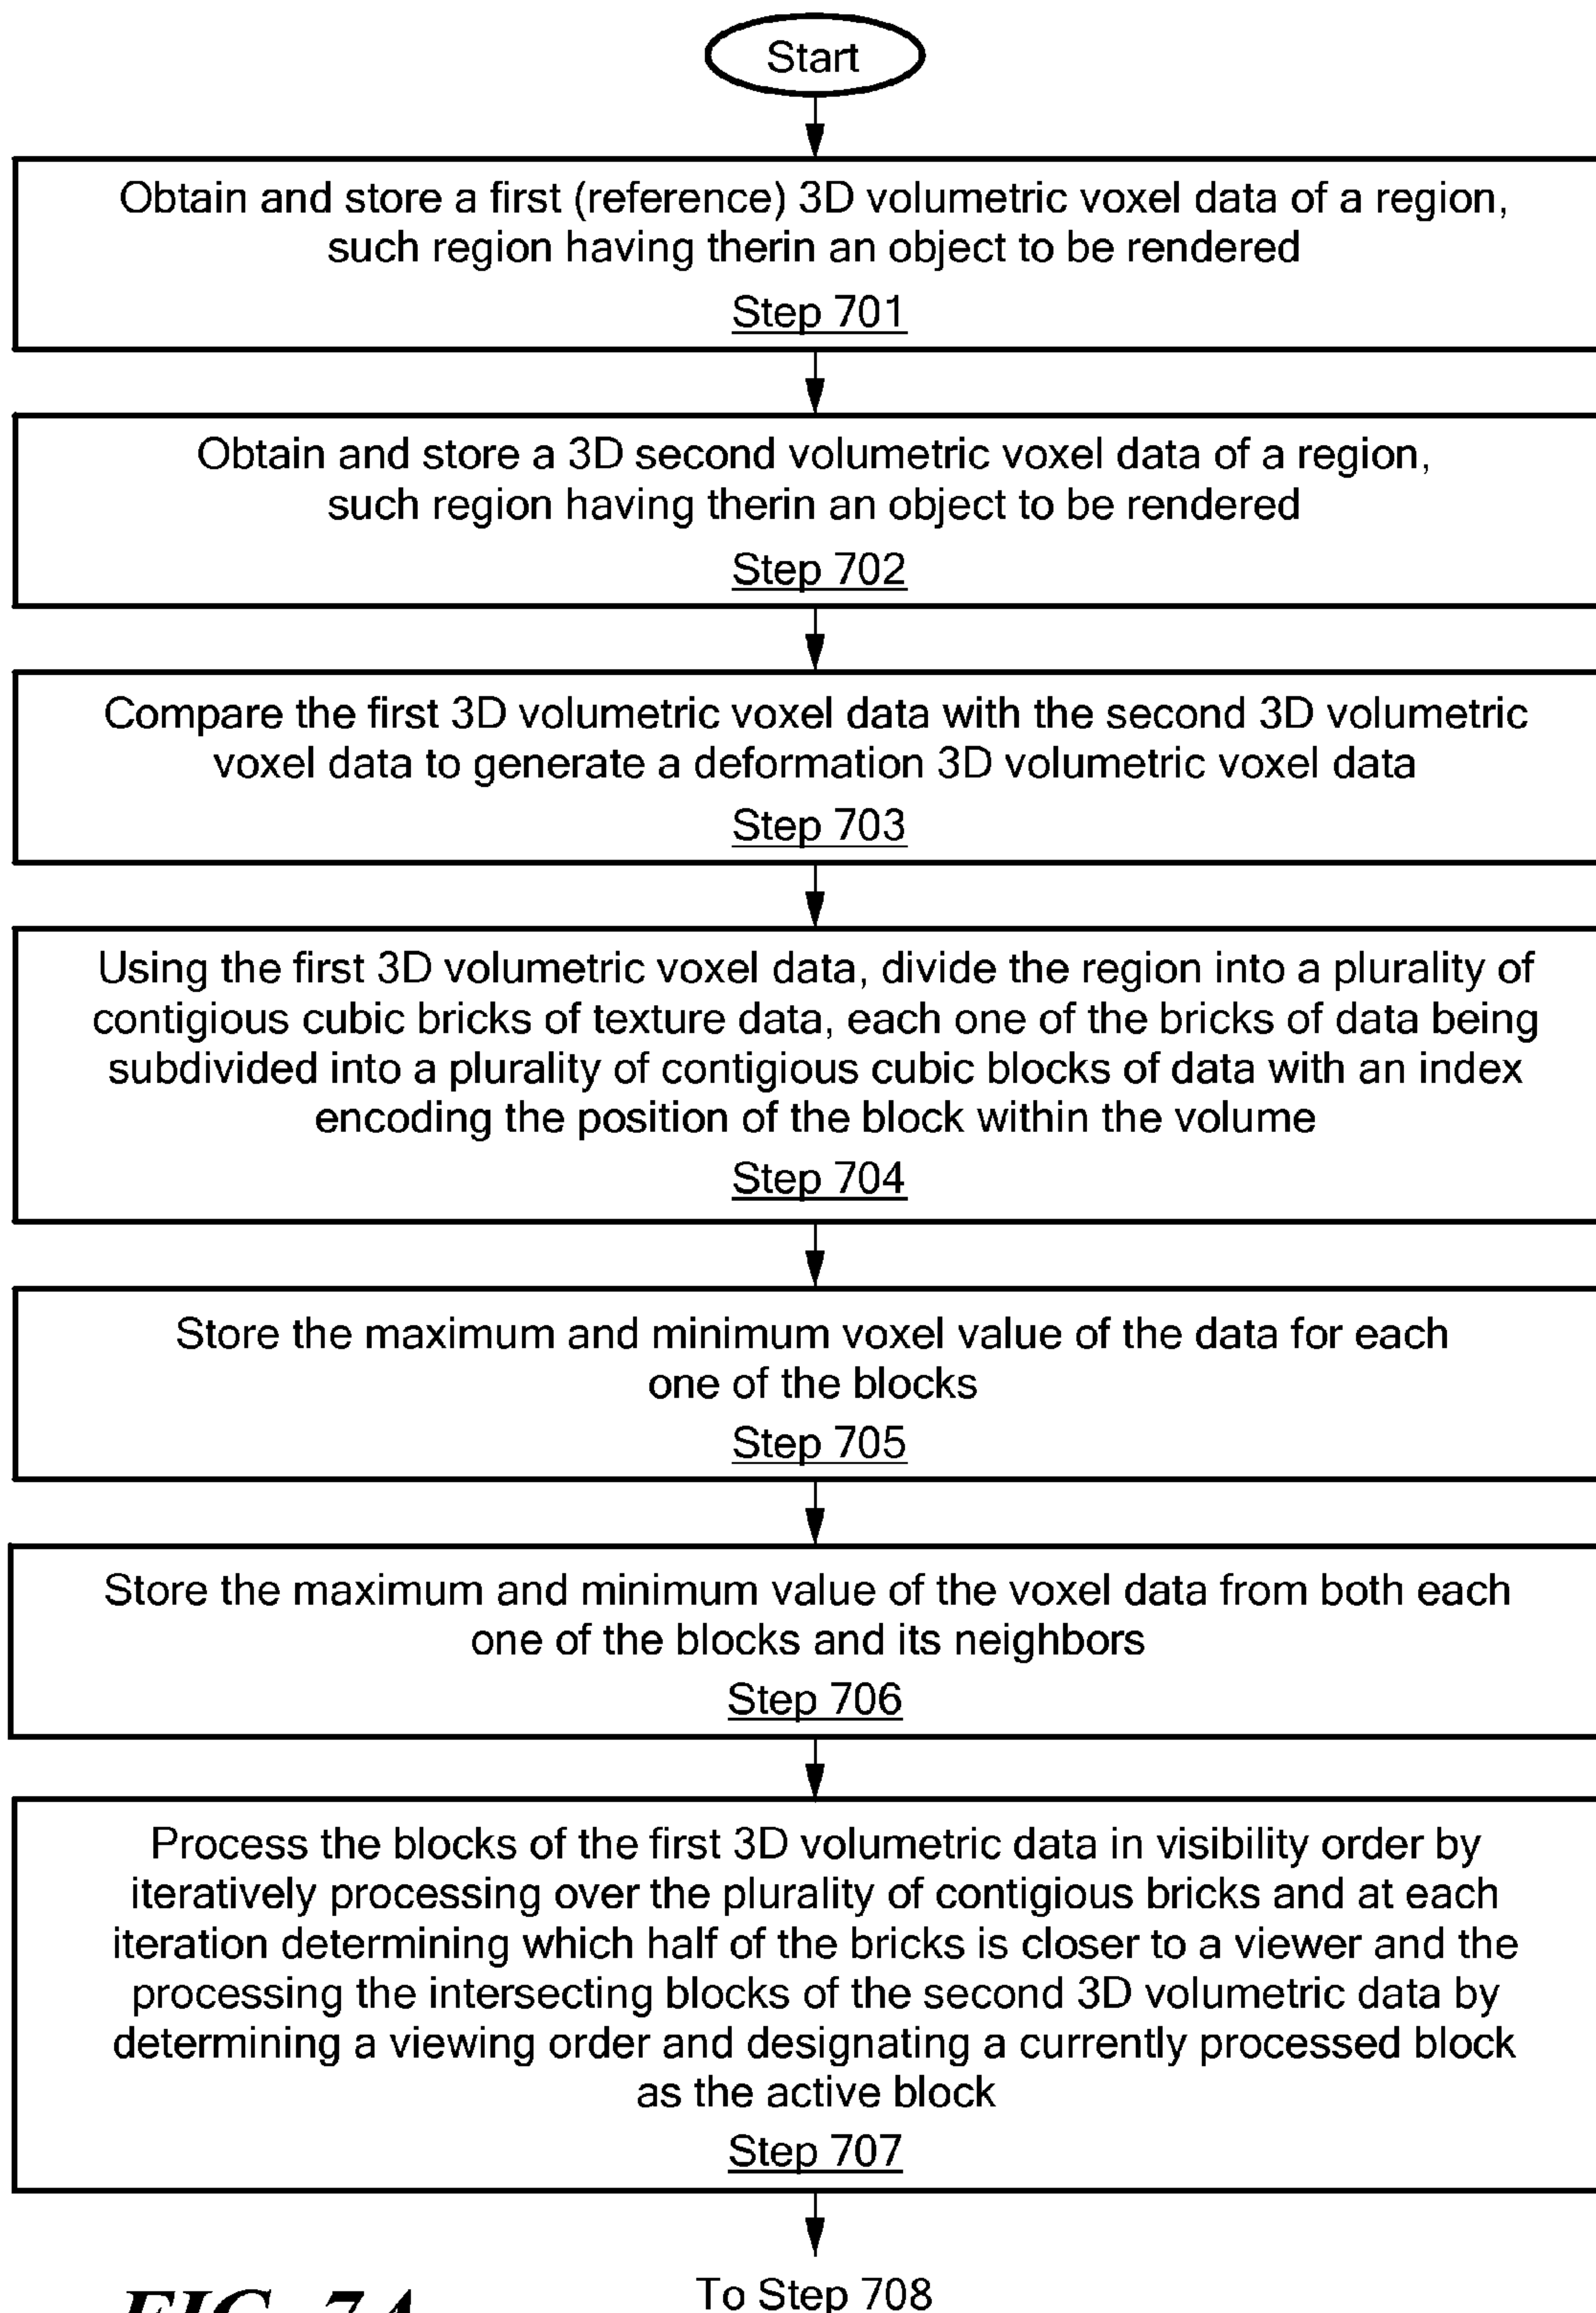 Start
Obtain and store a first (reference) 3D volumetric voxel data of a region,
such region having therin an object to be rendered
Step 701
Obtain and store a 3D second volumetric voxel data of a region,
such region having therin an object to be rendered
Step 702
Compare the first 3D volumetric voxel data with the second 3D volumetric
voxel data to generate a deformation 3D volumetric voxel data
Step 703
Using the first 3D volumetric voxel data, divide the region into a plurality of
contigious cubic bricks of texture data, each one of the bricks of data being
subdivided into a plurality of contigious cubic blocks of data with an index
encoding the position of the block within the volume
Step 704
Store the maximum and minimum voxel value of the data for each
one of the blocks
Step 705
Store the maximum and minimum value of the voxel data from both each
one of the blocks and its neighbors
Step 706
Process the blocks of the first 3D volumetric data in visibility order by
iteratively processing over the plurality of contigious bricks and at each
iteration determining which half of the bricks is closer to a viewer and the
processing the intersecting blocks of the second 3D volumetric data by
determining a viewing order and designating a currently processed block
as the active block
Step 707
To Step 708
FIG. 7A